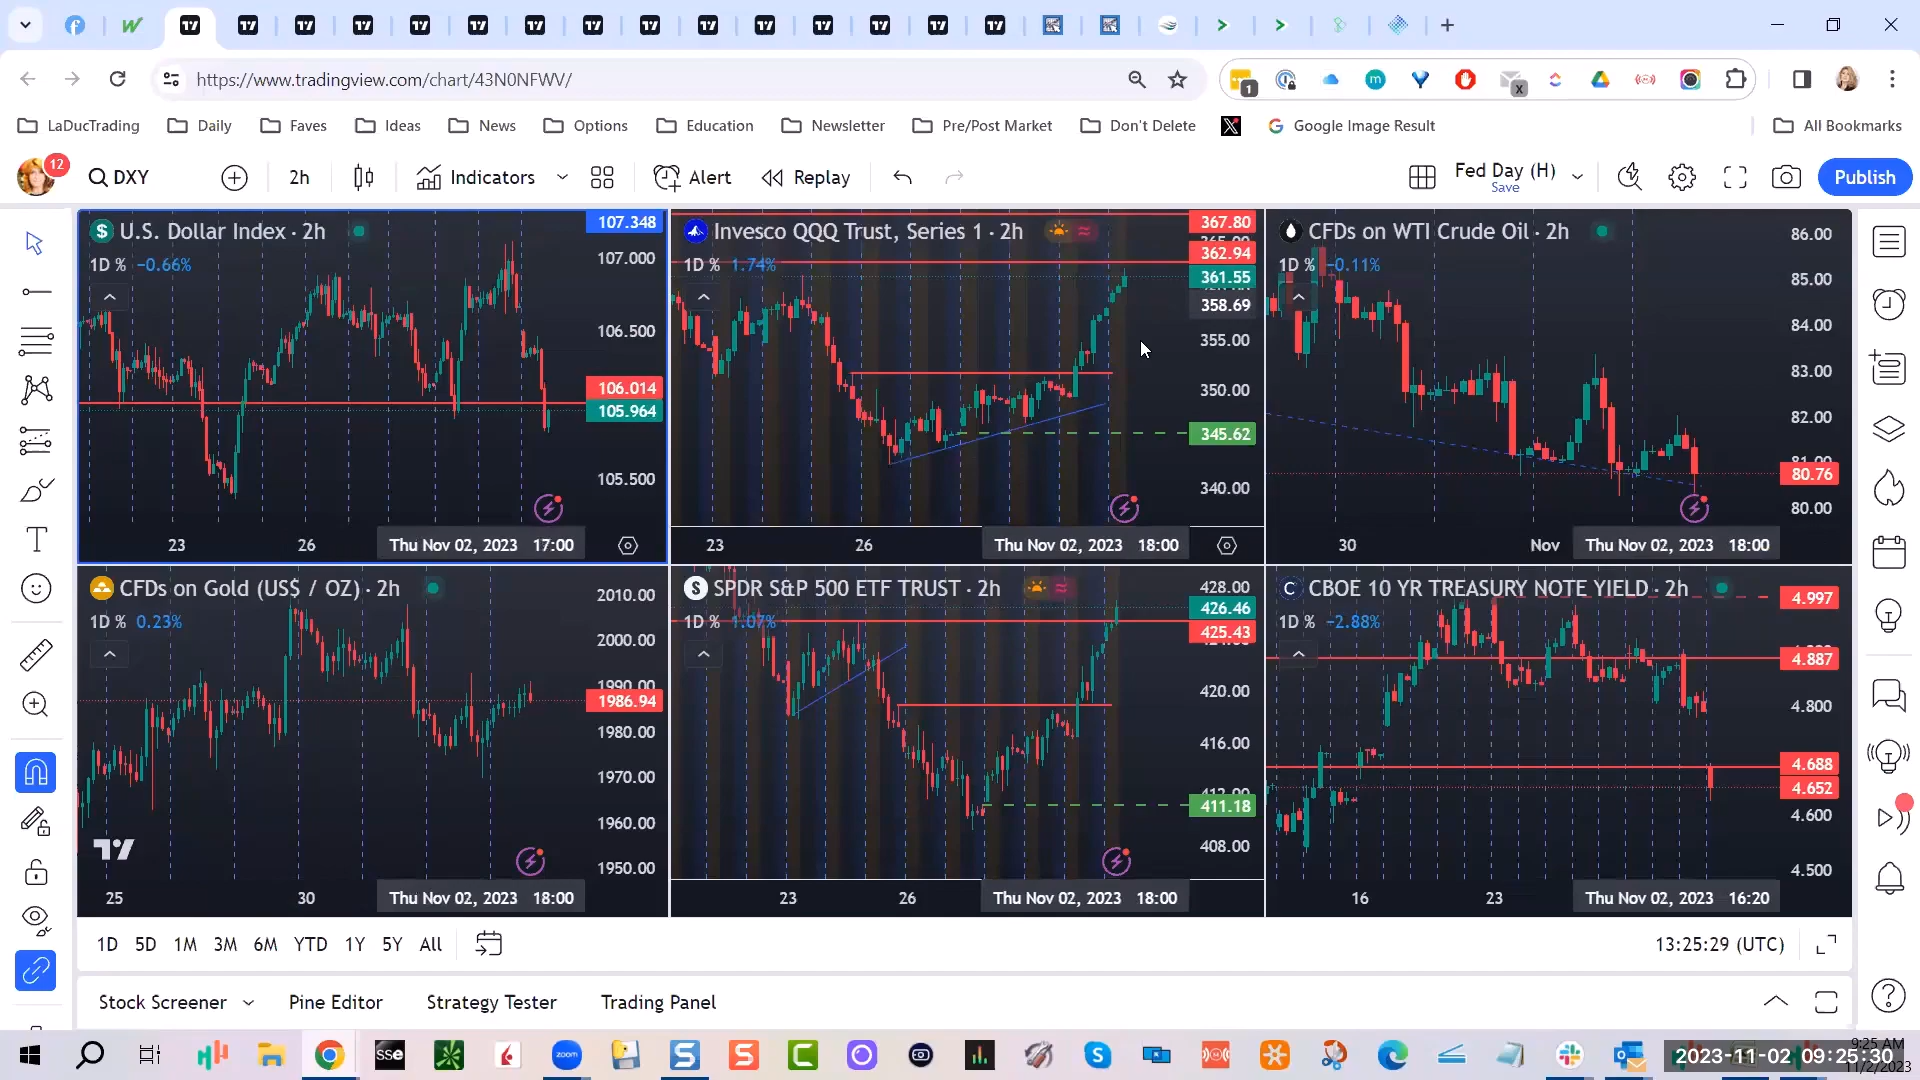 https://www.tradingview.com/chart/43N0NFWV/
1
x
LaDucTrading Daily Faves Ideas News Options Education Newsletter Pre/Post Market Don't Delete Google Image Result All Bookmarks
12 DXY 2h Indicators Alert Replay Fed Day (H) Publish
Save
U.S. Dollar Index · 2h
1D % −0.66%
107.348
107.000
106.500
106.014
105.964
105.500
23 26 Thu Nov 02, 2023 17:00
Invesco QQQ Trust, Series 1 · 2h
1D % 1.74%
367.80
362.94
361.55
358.69
355.00
350.00
345.62
340.00
23 26 Thu Nov 02, 2023 18:00
CFDs on WTI Crude Oil · 2h
1D % −0.11%
86.00
85.00
84.00
83.00
82.00
80.76
80.00
30 Nov Thu Nov 02, 2023 18:00
CFDs on Gold (US$ / OZ) · 2h
1D % 0.23%
2010.00
2000.00
1990.00
1986.94
1980.00
1970.00
1960.00
1950.00
25 30 Thu Nov 02, 2023 18:00
SPDR S&P 500 ETF TRUST · 2h
1D % 1.07%
428.00
426.46
425.43
420.00
416.00
411.18
408.00
23 26 Thu Nov 02, 2023 18:00
CBOE 10 YR TREASURY NOTE YIELD · 2h
1D % −2.88%
4.997
4.887
4.800
4.688
4.652
4.600
4.500
16 23 Thu Nov 02, 2023 16:20
1D 5D 1M 3M 6M YTD 1Y 5Y All 13:25:29 (UTC)
Stock Screener Pine Editor Strategy Tester Trading Panel
sse
zoom
9:25 AM
2023-11-02 09:25:30
11/2/2023